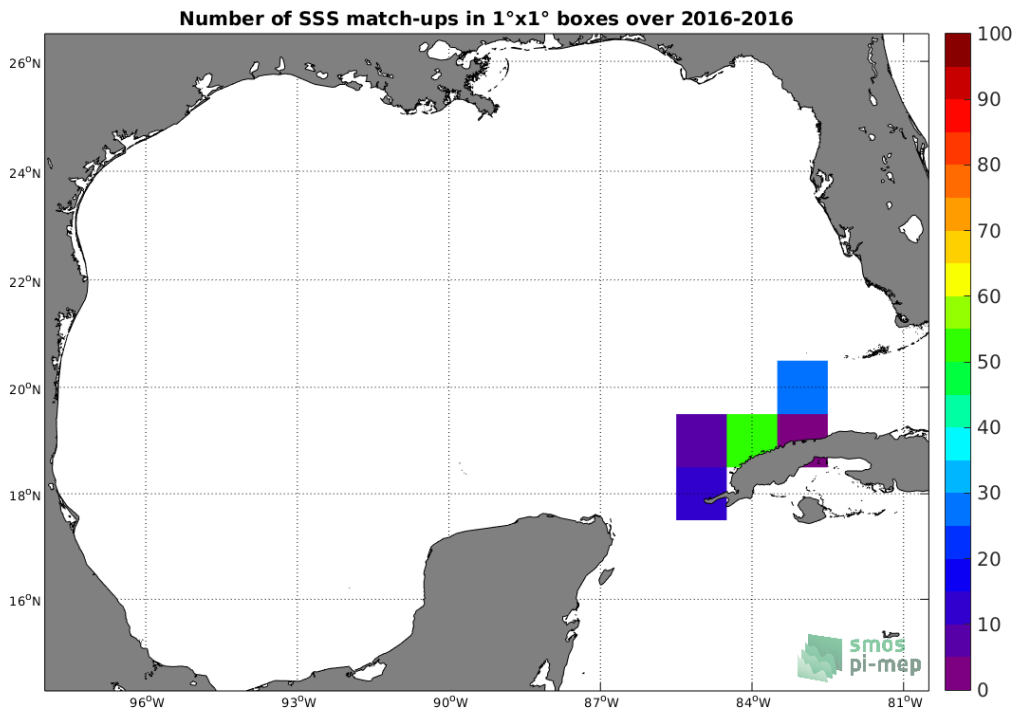 Number of SSS match-ups in 1°x1° boxes over 2016-2016
26°N
24°N
22°N
20°N
18°N
16°N
96°W
93°W
90°W
87°W
84°W
81°W
100
90
80
70
60
50
40
30
20
10
0
smos
pi-mep